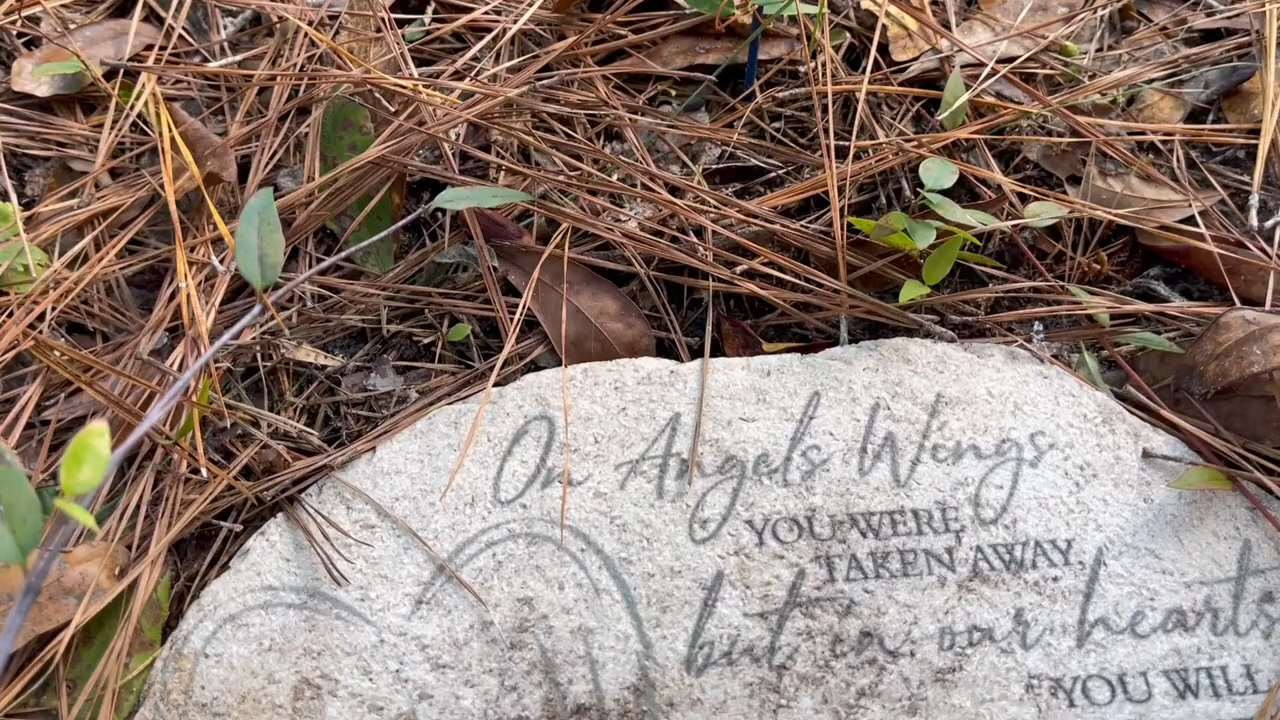 On Angels Wings
YOU WERE
TAKEN AWAY,
but in our hearts
YOU WILL